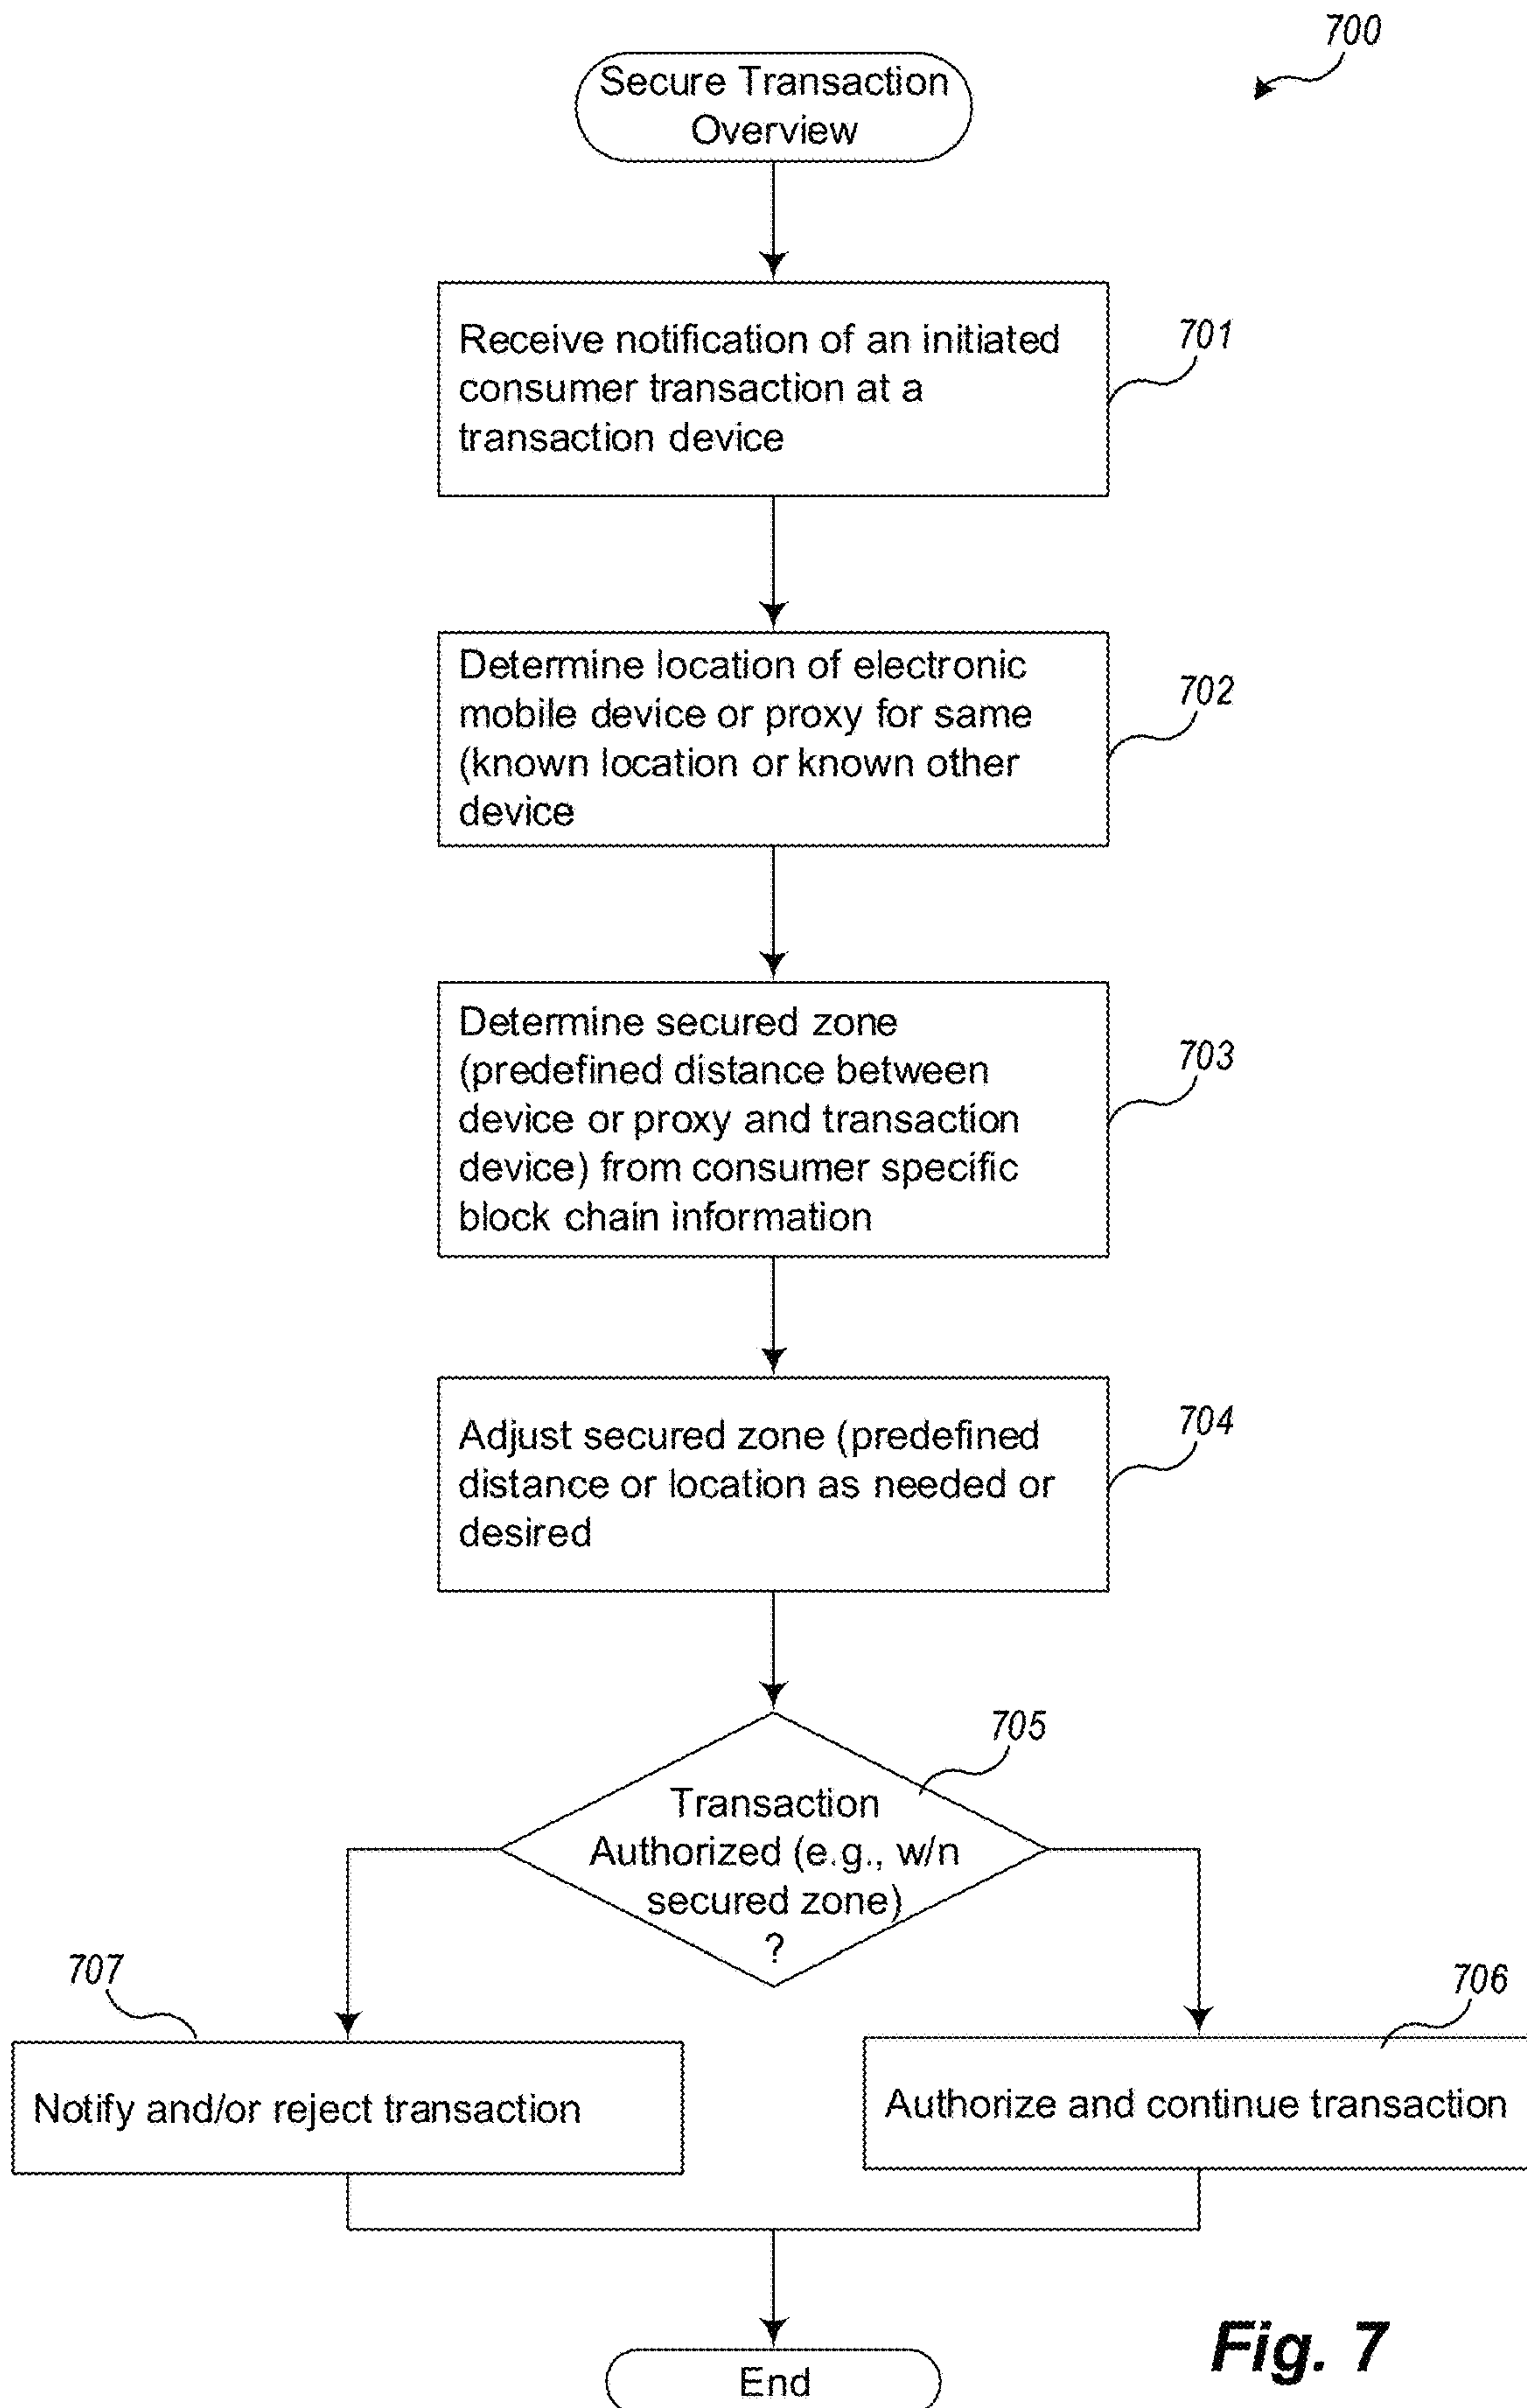 700
Secure Transaction
Overview
Receive notification of an initiated
consumer transaction at a
transaction device
701
Determine location of electronic
mobile device or proxy for same
(known location or known other
device
702
Determine secured zone
(predefined distance between
device or proxy and transaction
device) from consumer specific
block chain information
703
Adjust secured zone (predefined
distance or location as needed or
desired
704
705
Transaction
Authorized (e.g., w/n
secured zone)
?
707
Notify and/or reject transaction
706
Authorize and continue transaction
End
Fig. 7